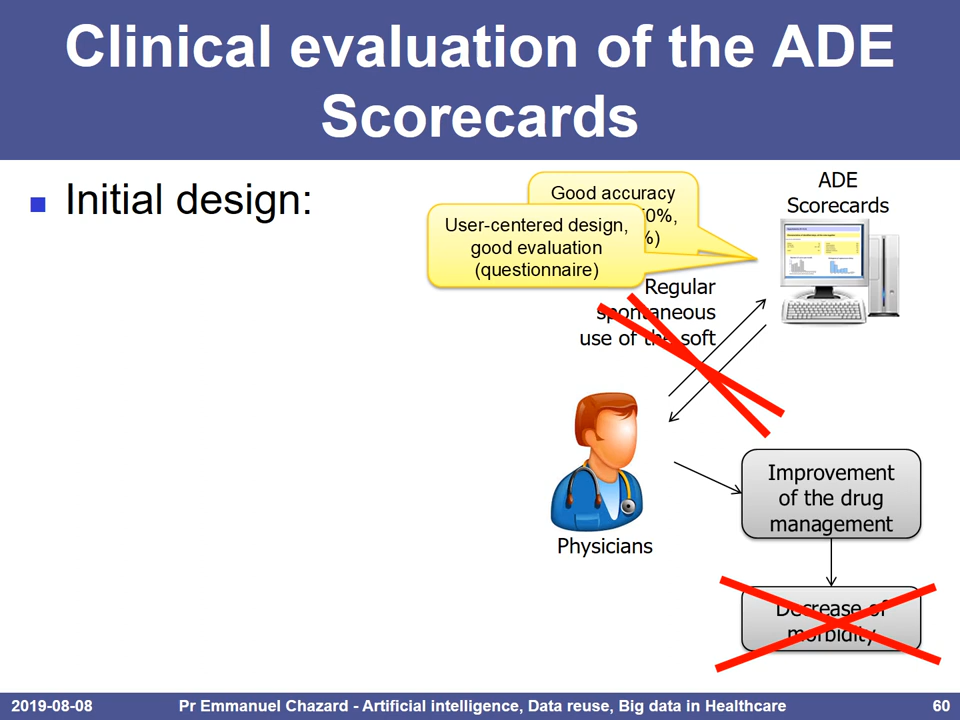 Clinical evaluation of the ADE
Scorecards
Initial design:
Good accuracy
50%,
%)
User-centered design,
good evaluation
(questionnaire)
ADE
Scorecards
Regular
spontaneous
use of the soft
Physicians
Improvement
of the drug
management
Decrease of
morbidity
2019-08-08
Pr Emmanuel Chazard - Artificial intelligence, Data reuse, Big data in Healthcare
60